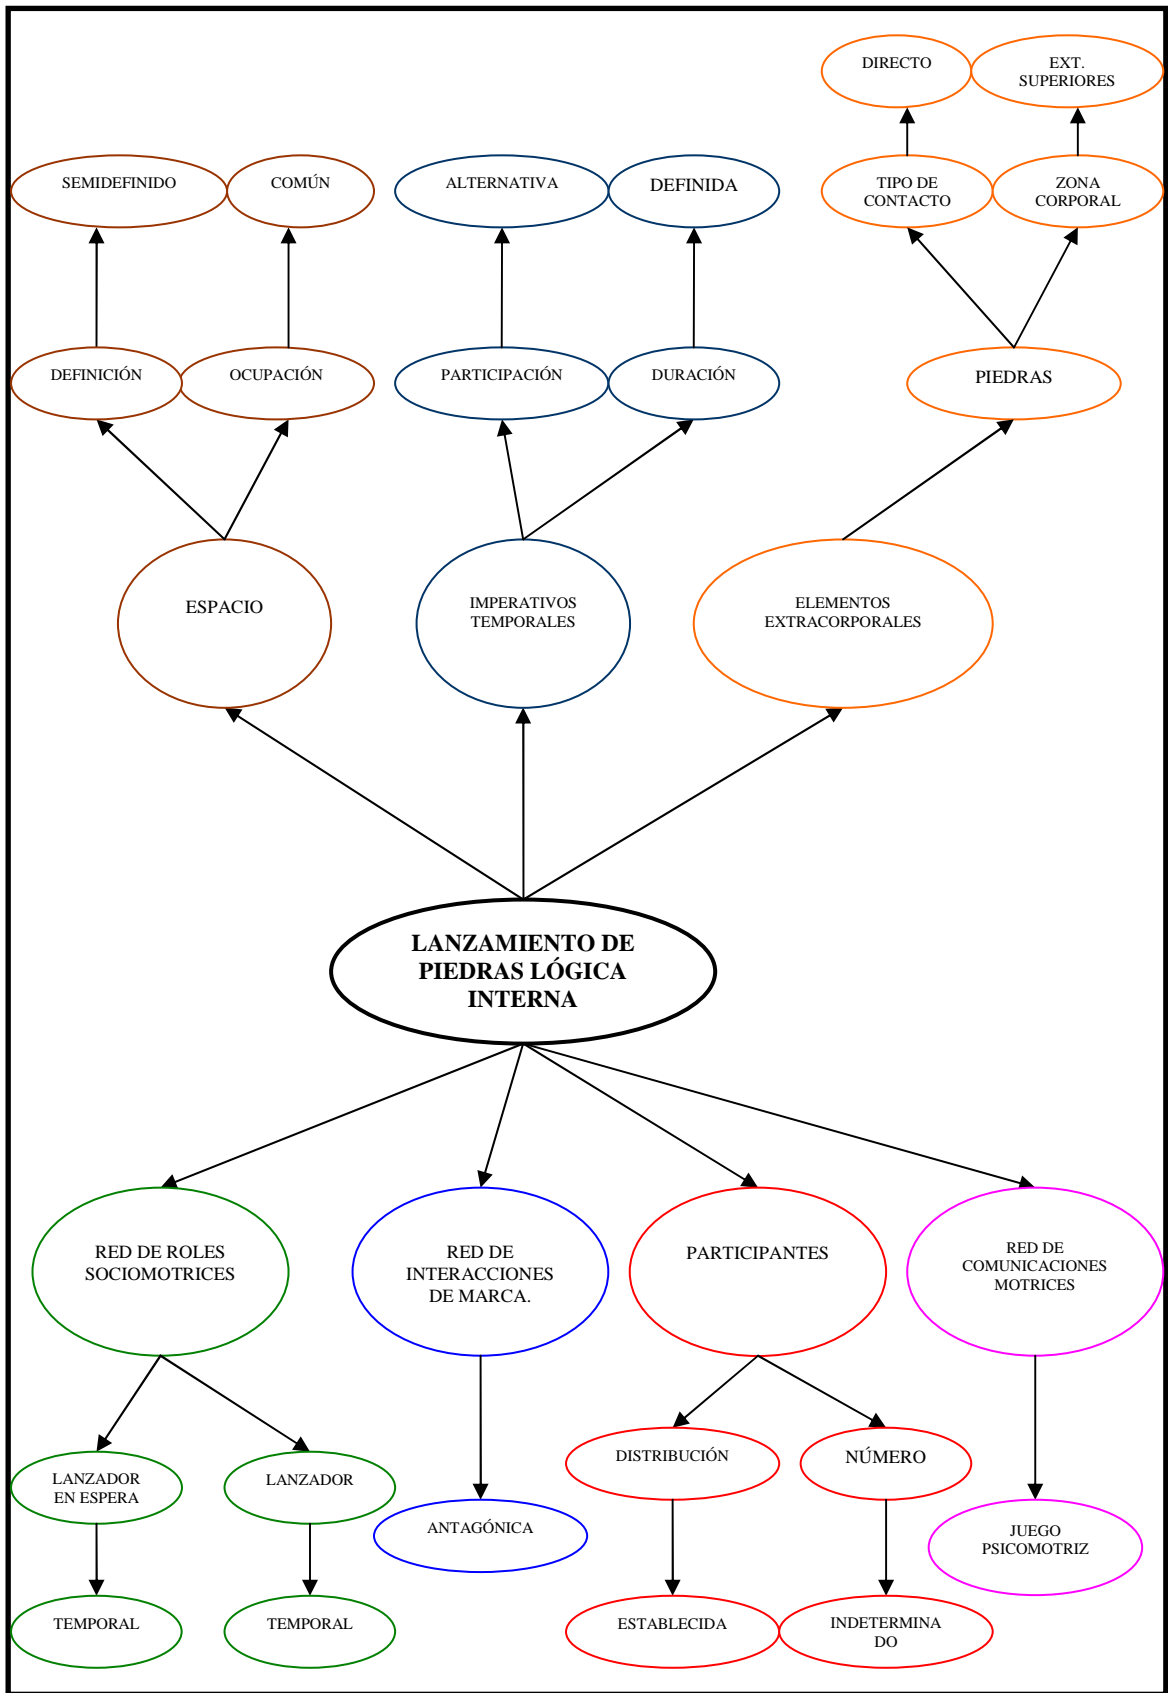 DIRECTO
EXT.
SUPERIORES
SEMIDEFINIDO
COMÚN
ALTERNATIVA
DEFINIDA
TIPO DE
CONTACTO
ZONA
CORPORAL
DEFINICIÓN
OCUPACIÓN
PARTICIPACIÓN
DURACIÓN
PIEDRAS
ESPACIO
IMPERATIVOS
TEMPORALES
ELEMENTOS
EXTRACORPORALES
LANZAMIENTO DE
PIEDRAS LÓGICA
INTERNA
RED DE ROLES
SOCIOMOTRICES
RED DE
INTERACCIONES
DE MARCA.
PARTICIPANTES
RED DE
COMUNICACIONES
MOTRICES
LANZADOR
EN ESPERA
LANZADOR
ANTAGÓNICA
DISTRIBUCIÓN
NÚMERO
JUEGO
PSICOMOTRIZ
TEMPORAL
TEMPORAL
ESTABLECIDA
INDETERMINA
DO